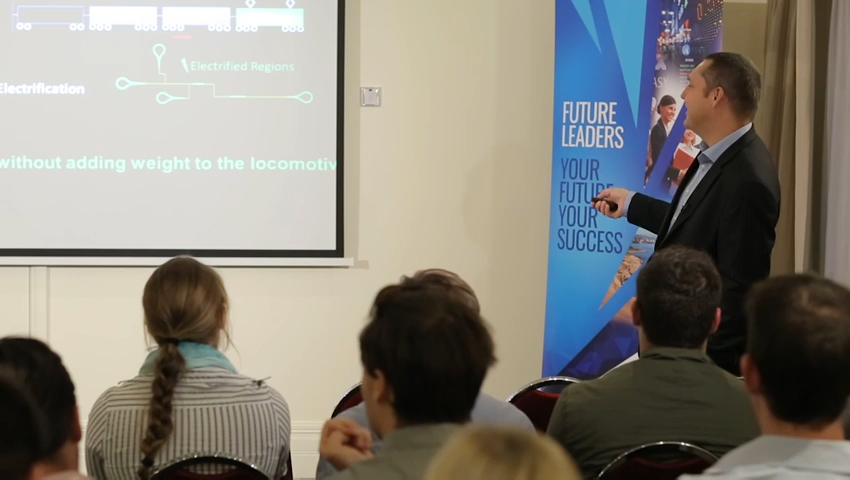 Electrified Regions
Electrification
without adding weight to the locomotiv
FUTURE
LEADERS
YOUR
FUTURE
YOUR
SUCCESS